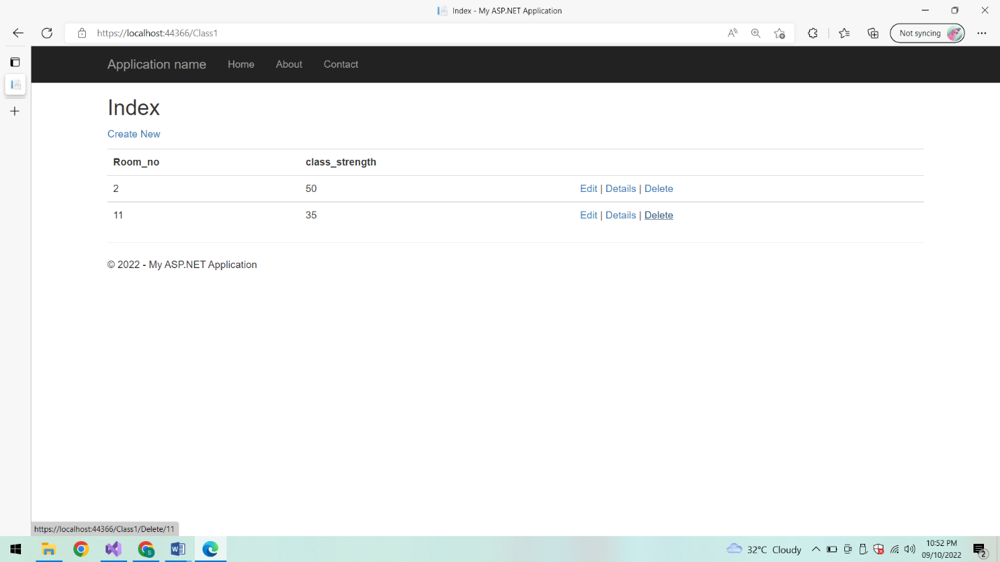 Index - My ASP.NET Application
https://localhost:44366/Class1
Not syncing
Application name Home About Contact
Index
Create New
Room_no class_strength
2 50 Edit | Details | Delete
11 35 Edit | Details | Delete
© 2022 - My ASP.NET Application
https://localhost:44366/Class1/Delete/11
32°C Cloudy
10:52 PM
09/10/2022
2